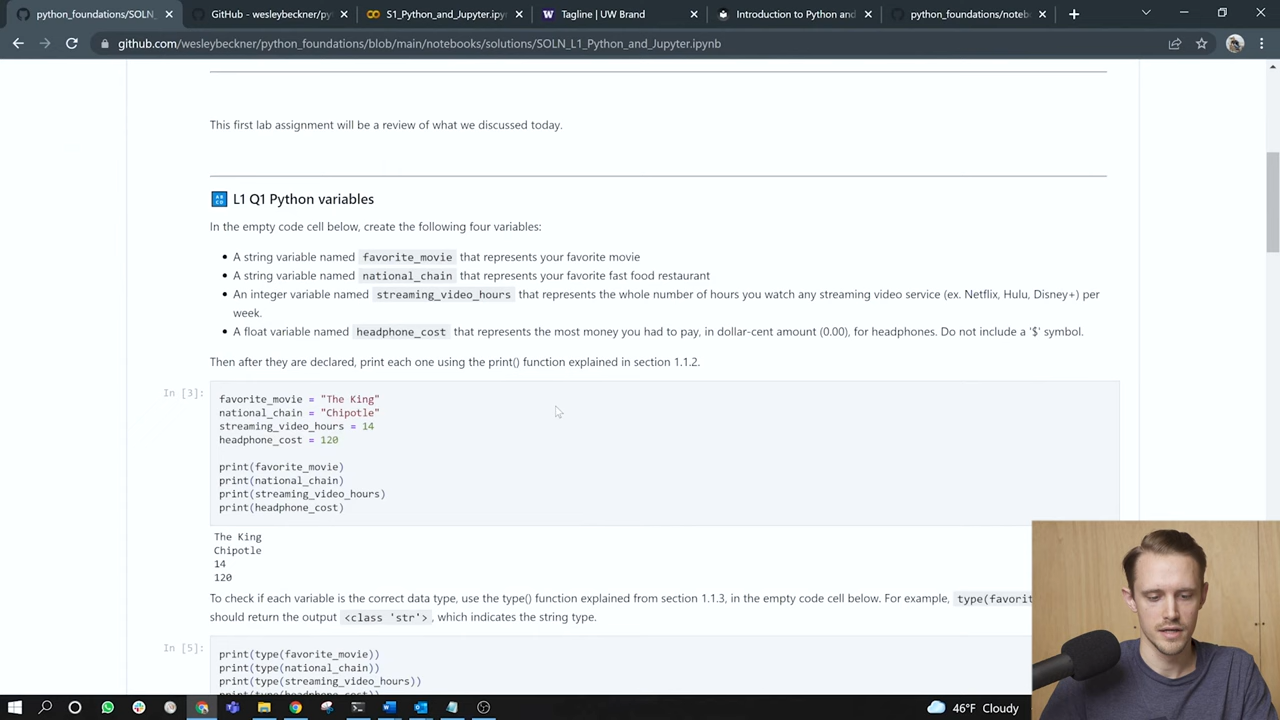 python_foundations/SOLN_
GitHub - wesleybeckner/py
S1_Python_and_Jupyter.ipyn
Tagline | UW Brand
Introduction to Python and
python_foundations/noteb
github.com/wesleybeckner/python_foundations/blob/main/notebooks/solutions/SOLN_L1_Python_and_Jupyter.ipynb
This first lab assignment will be a review of what we discussed today.
L1 Q1 Python variables
In the empty code cell below, create the following four variables:
• A string variable named favorite_movie that represents your favorite movie
• A string variable named national_chain that represents your favorite fast food restaurant
• An integer variable named streaming_video_hours that represents the whole number of hours you watch any streaming video service (ex. Netflix, Hulu, Disney+) per
week.
• A float variable named headphone_cost that represents the most money you had to pay, in dollar-cent amount (0.00), for headphones. Do not include a '$' symbol.
Then after they are declared, print each one using the print() function explained in section 1.1.2.
In [3]:
favorite_movie = "The King"
national_chain = "Chipotle"
streaming_video_hours = 14
headphone_cost = 120
print(favorite_movie)
print(national_chain)
print(streaming_video_hours)
print(headphone_cost)
The King
Chipotle
14
120
To check if each variable is the correct data type, use the type() function explained from section 1.1.3, in the empty code cell below. For example, type(favorit
should return the output <class 'str'>, which indicates the string type.
In [5]:
print(type(favorite_movie))
print(type(national_chain))
print(type(streaming_video_hours))
print(type(headphone_cost))
46°F Cloudy